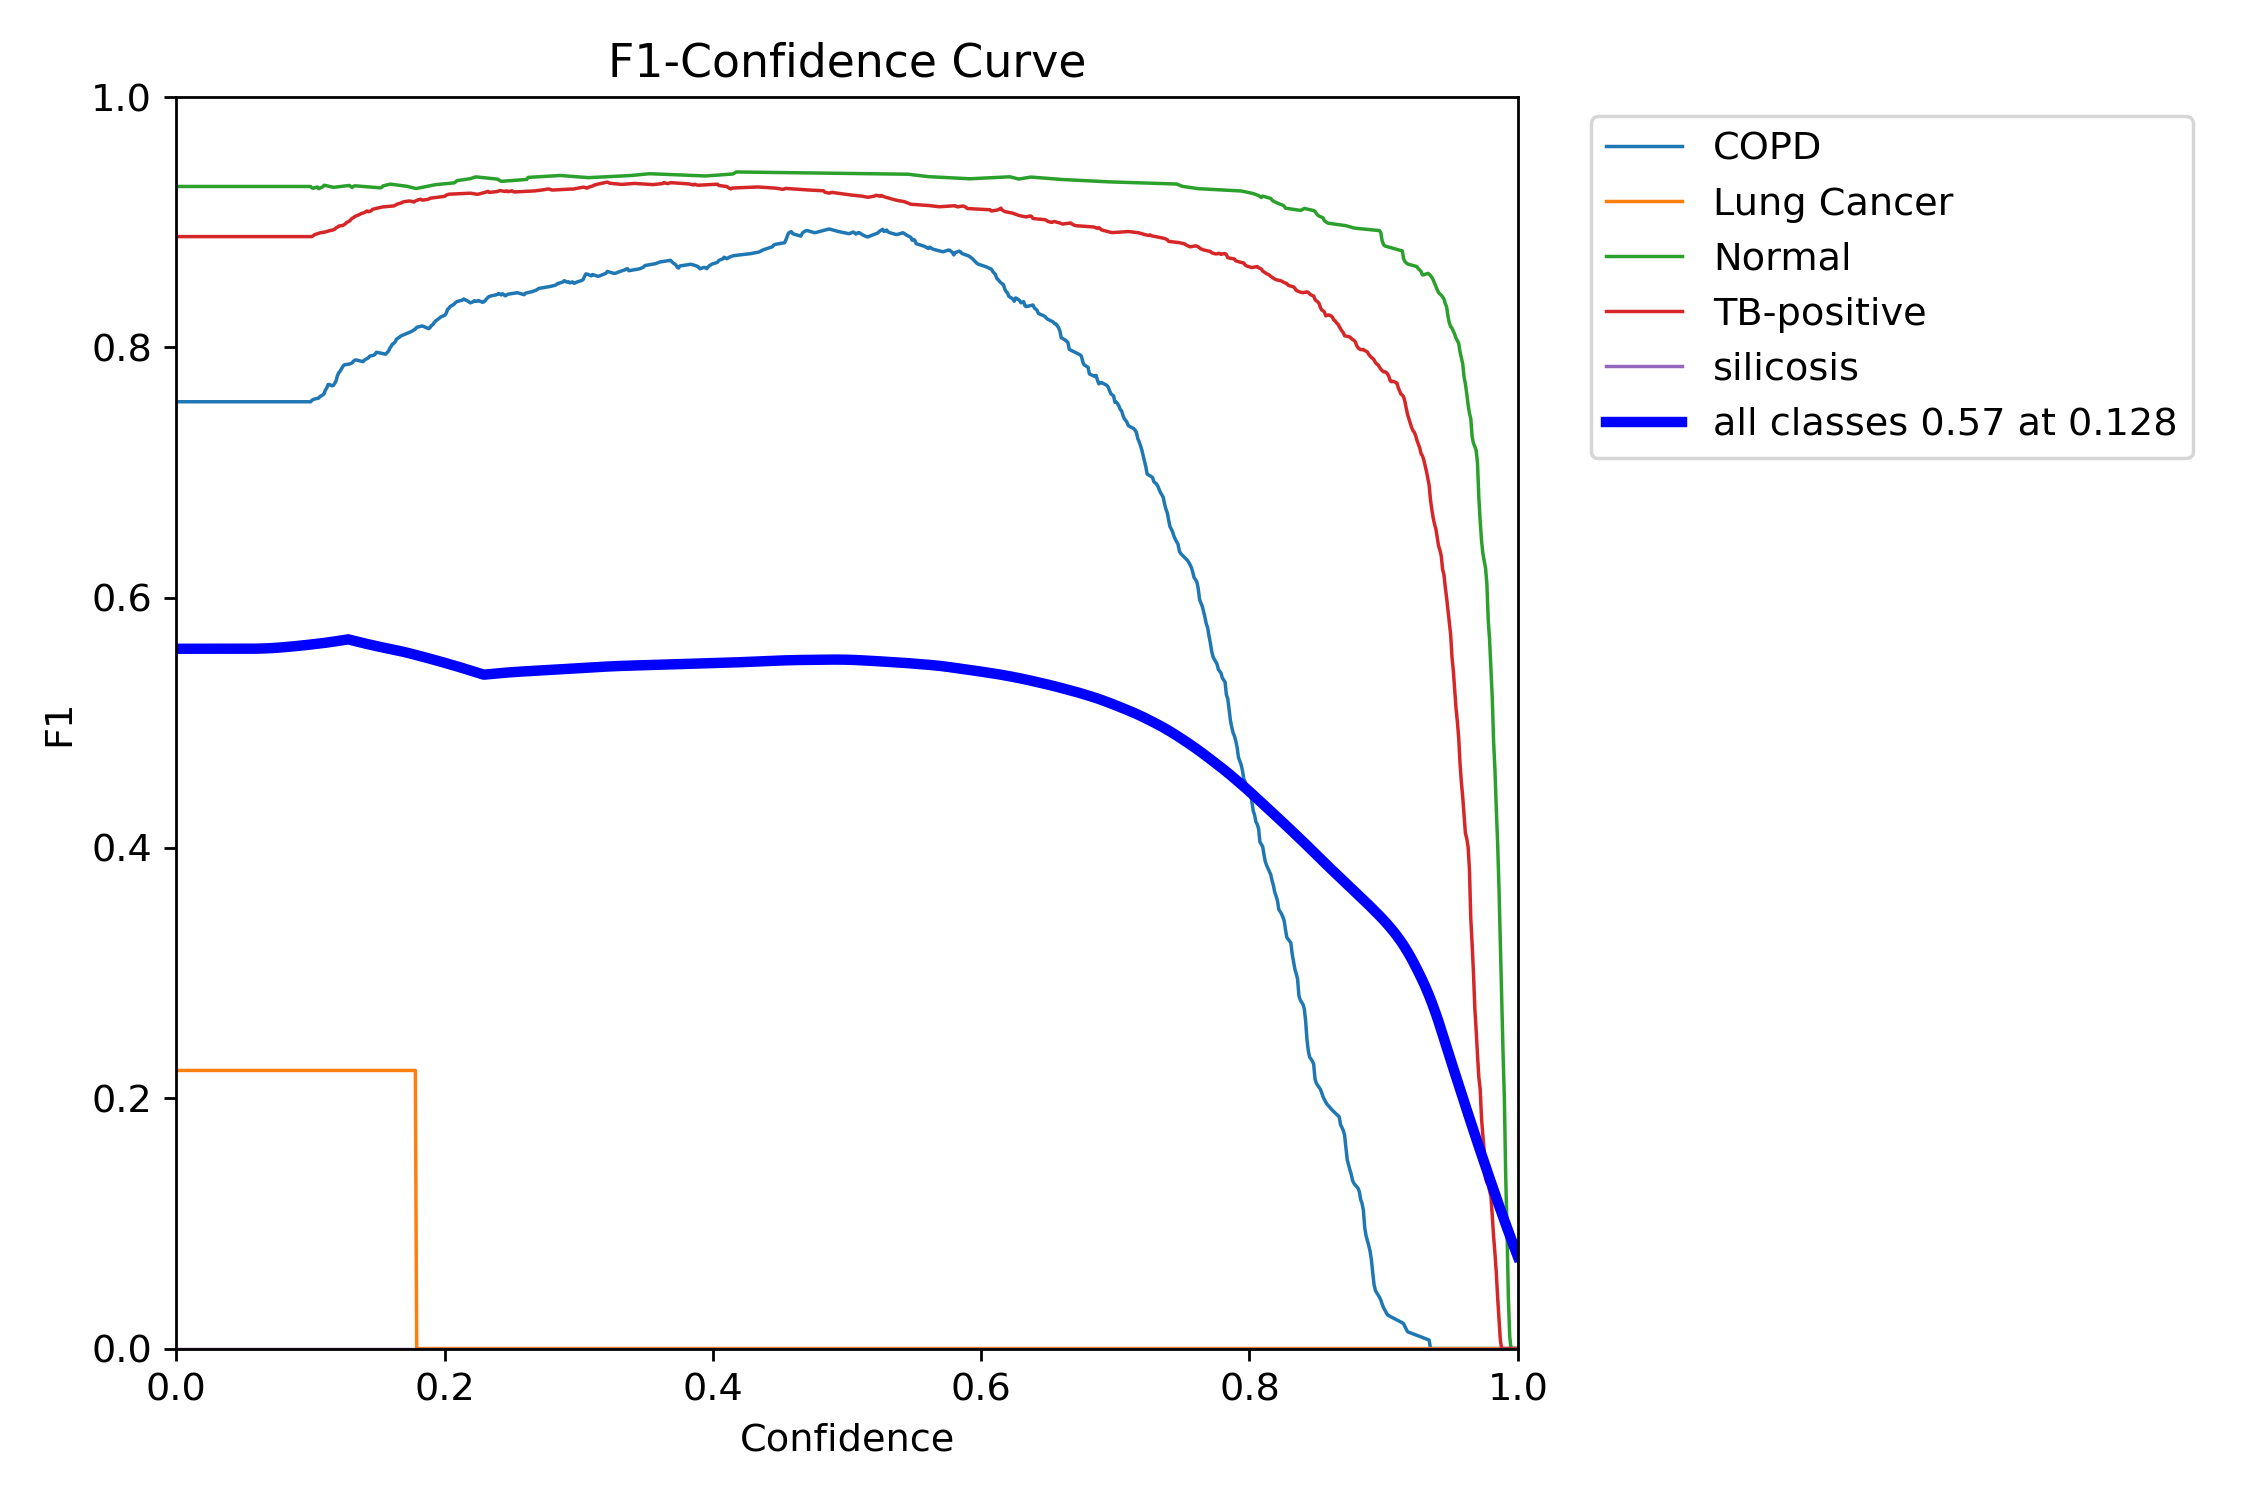 F1-Confidence Curve
1.0
0.8
0.6
0.4
0.2
0.0
F1
0.0 0.2 0.4 0.6 0.8 1.0
Confidence
COPD
Lung Cancer
Normal
TB-positive
silicosis
all classes 0.57 at 0.128